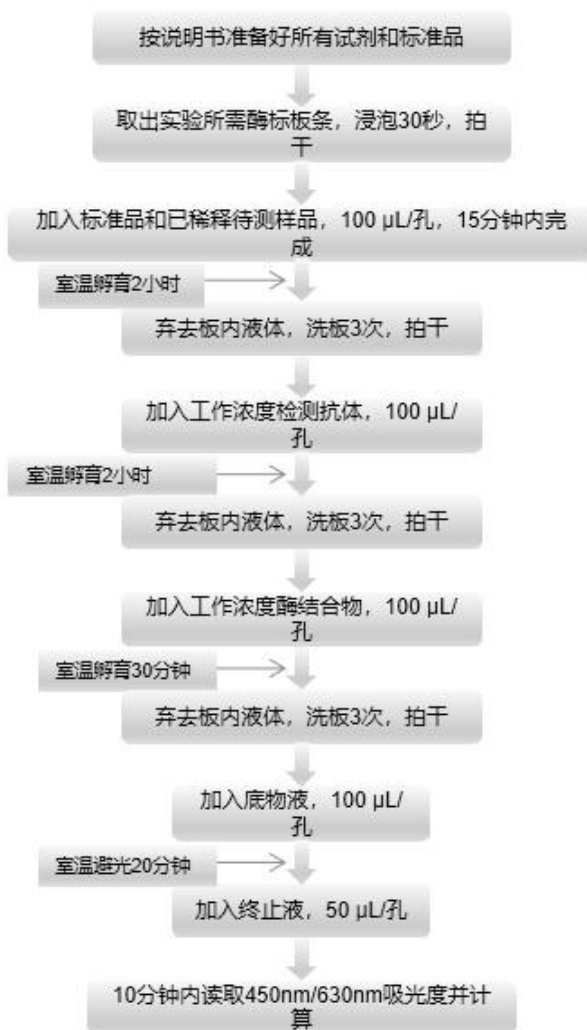 按说明书准备好所有试剂和标准品
取出实验所需酶标板条，浸泡30秒，拍
干
加入标准品和已稀释待测样品，100 μL/孔，15分钟内完
成
室温孵育2小时
弃去板内液体，洗板3次，拍干
加入工作浓度检测抗体，100 μL/
孔
室温孵育2小时
弃去板内液体，洗板3次，拍干
加入工作浓度酶结合物，100 μL/
孔
室温孵育30分钟
弃去板内液体，洗板3次，拍干
加入底物液，100 μL/
孔
室温避光20分钟
加入终止液，50 μL/孔
10分钟内读取450nm/630nm吸光度并计
算